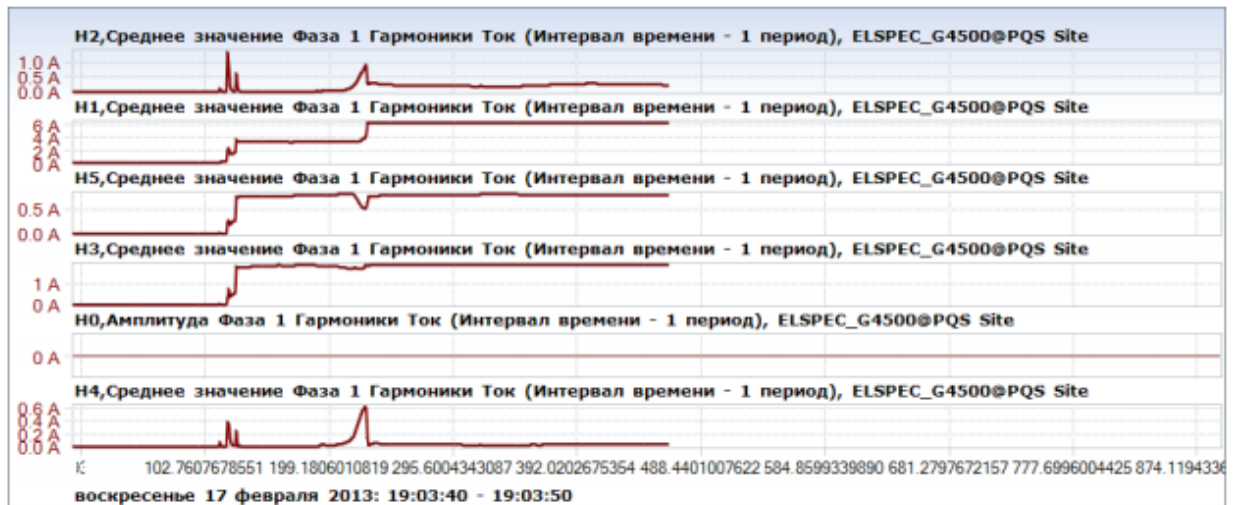 H2,Среднее значение Фаза 1 Гармоники Ток (Интервал времени - 1 период), ELSPEC_G4500@PQS Site
1.0 A
0.5 A
0.0 A
H1,Среднее значение Фаза 1 Гармоники Ток (Интервал времени - 1 период), ELSPEC_G4500@PQS Site
6 A
4 A
2 A
0 A
H5,Среднее значение Фаза 1 Гармоники Ток (Интервал времени - 1 период), ELSPEC_G4500@PQS Site
0.5 A
0.0 A
H3,Среднее значение Фаза 1 Гармоники Ток (Интервал времени - 1 период), ELSPEC_G4500@PQS Site
1 A
0 A
H0,Амплитуда Фаза 1 Гармоники Ток (Интервал времени - 1 период), ELSPEC_G4500@PQS Site
0 A
H4,Среднее значение Фаза 1 Гармоники Ток (Интервал времени - 1 период), ELSPEC_G4500@PQS Site
0.6 A
0.4 A
0.2 A
0.0 A
102.7607678551 199.1806010819 295.6004343087 392.0202675354 488.4401007622 584.8599339890 681.2797672157 777.6996004425 874.1194336
воскресенье 17 февраля 2013: 19:03:40 - 19:03:50